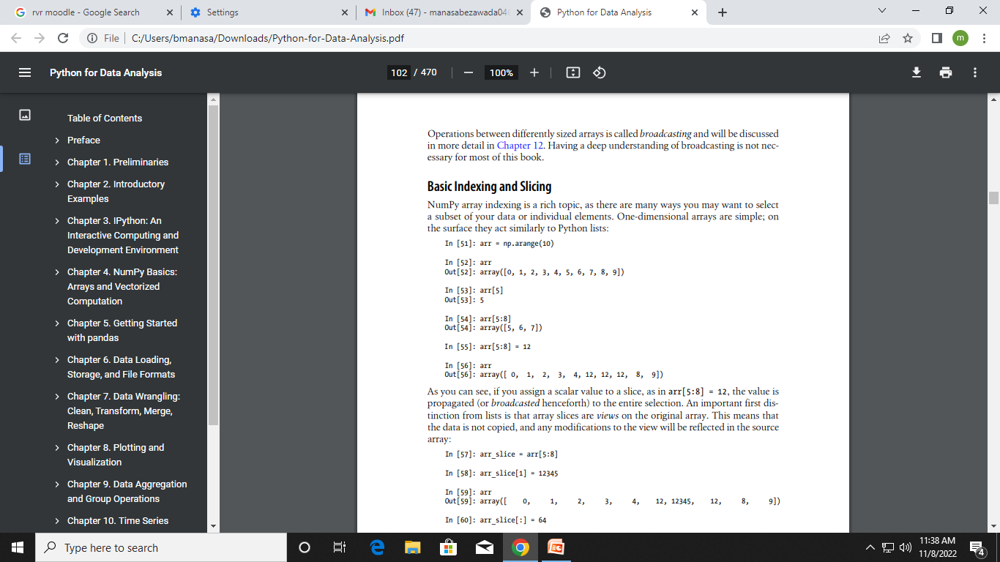 rvr moodle - Google Search
Settings
Inbox (47) - manasabezawada04
Python for Data Analysis
File
C:/Users/bmanasa/Downloads/Python-for-Data-Analysis.pdf
m
Python for Data Analysis
102 / 470
100%
Table of Contents
Preface
Chapter 1. Preliminaries
Chapter 2. Introductory
Examples
Chapter 3. IPython: An
Interactive Computing and
Development Environment
Chapter 4. NumPy Basics:
Arrays and Vectorized
Computation
Chapter 5. Getting Started
with pandas
Chapter 6. Data Loading,
Storage, and File Formats
Chapter 7. Data Wrangling:
Clean, Transform, Merge,
Reshape
Chapter 8. Plotting and
Visualization
Chapter 9. Data Aggregation
and Group Operations
Chapter 10. Time Series
Operations between differently sized arrays is called broadcasting and will be discussed
in more detail in Chapter 12. Having a deep understanding of broadcasting is not nec-
essary for most of this book.
Basic Indexing and Slicing
NumPy array indexing is a rich topic, as there are many ways you may want to select
a subset of your data or individual elements. One-dimensional arrays are simple; on
the surface they act similarly to Python lists:
In [51]: arr = np.arange(10)
In [52]: arr
Out[52]: array([0, 1, 2, 3, 4, 5, 6, 7, 8, 9])
In [53]: arr[5]
Out[53]: 5
In [54]: arr[5:8]
Out[54]: array([5, 6, 7])
In [55]: arr[5:8] = 12
In [56]: arr
Out[56]: array([ 0, 1, 2, 3, 4, 12, 12, 12, 8, 9])
As you can see, if you assign a scalar value to a slice, as in arr[5:8] = 12, the value is
propagated (or broadcasted henceforth) to the entire selection. An important first dis-
tinction from lists is that array slices are views on the original array. This means that
the data is not copied, and any modifications to the view will be reflected in the source
array:
In [57]: arr_slice = arr[5:8]
In [58]: arr_slice[1] = 12345
In [59]: arr
Out[59]: array([ 0, 1, 2, 3, 4, 12, 12345, 12, 8, 9])
In [60]: arr_slice[:] = 64
Type here to search
11:38 AM
11/8/2022
4